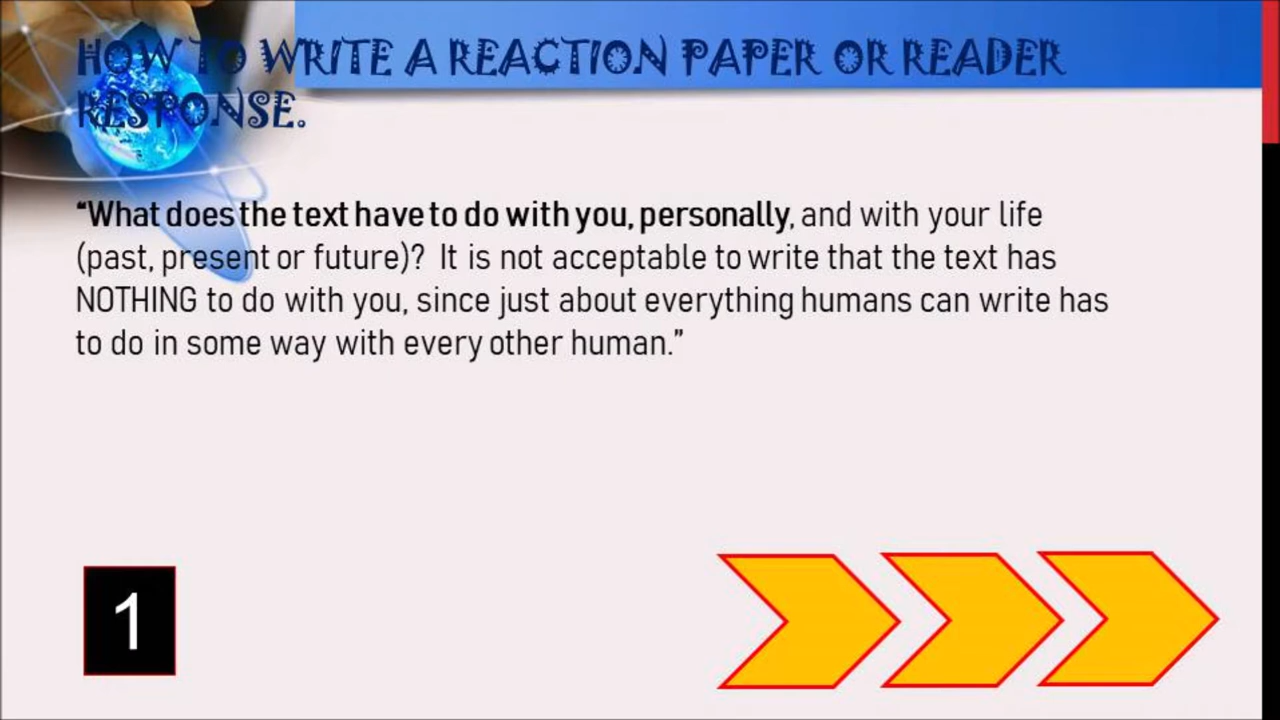 HOW TO WRITE A REACTION PAPER OR READER
RESPONSE.
“What does the text have to do with you, personally, and with your life
(past, present or future)? It is not acceptable to write that the text has
NOTHING to do with you, since just about everything humans can write has
to do in some way with every other human.”
1